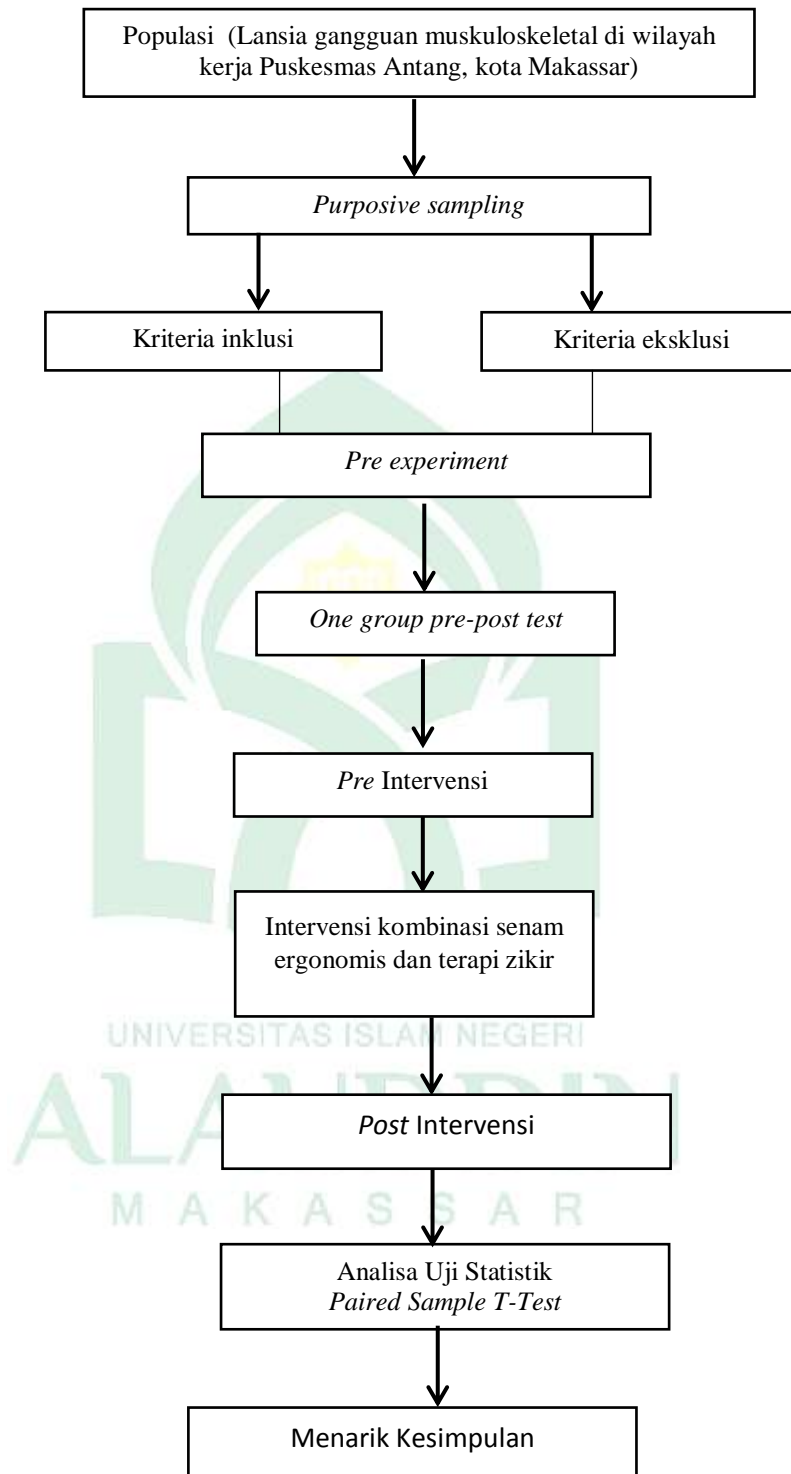 Populasi  (Lansia gangguan muskuloskeletal di wilayah
kerja Puskesmas Antang, kota Makassar)
Purposive sampling
Kriteria inklusi
Kriteria eksklusi
Pre experiment
One group pre-post test
Pre Intervensi
Intervensi kombinasi senam
ergonomis dan terapi zikir
UNIVERSITAS ISLAM NEGERI
ALAUDDIN
Post Intervensi
MAKASSAR
Analisa Uji Statistik
Paired Sample T-Test
Menarik Kesimpulan